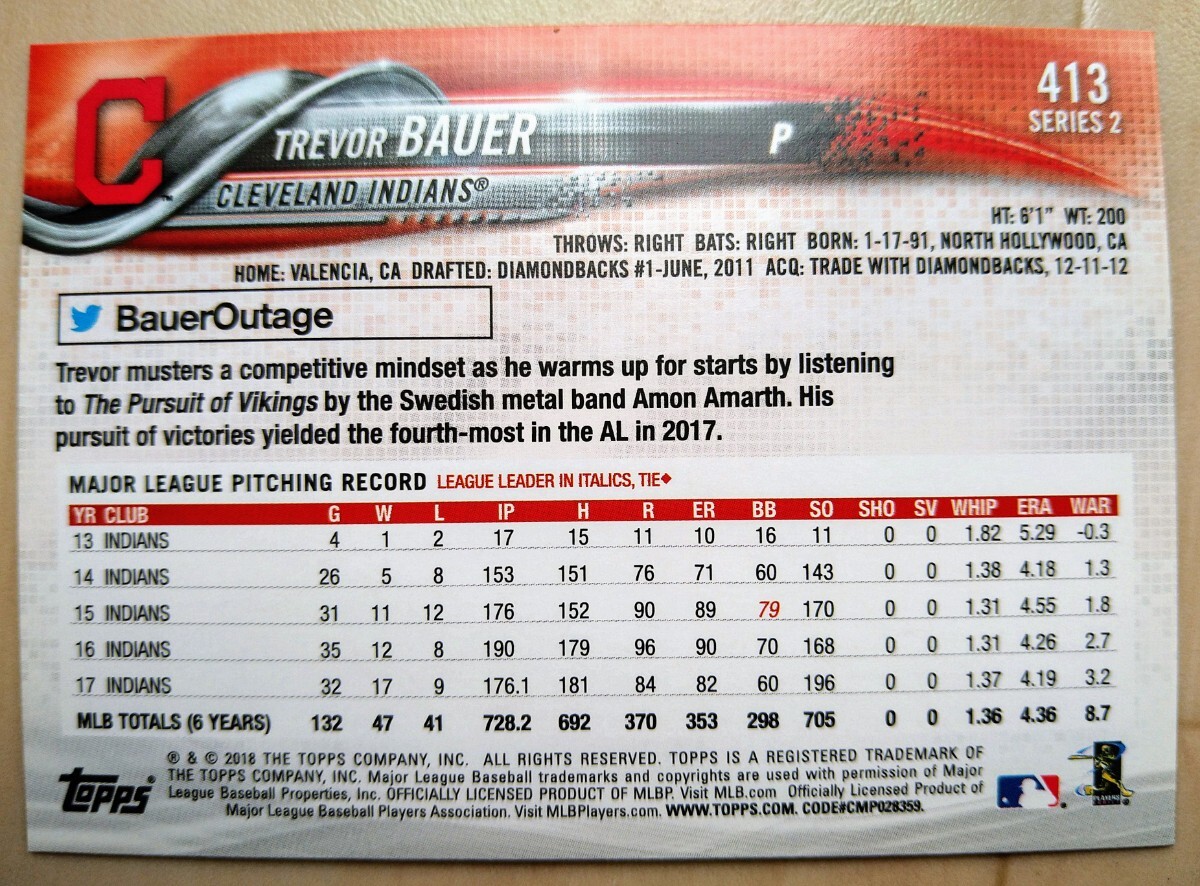 C
413
SERIES 2
TREVOR BAUER P
CLEVELAND INDIANS®
HT: 6'1" WT: 200
THROWS: RIGHT BATS: RIGHT BORN: 1-17-91, NORTH HOLLYWOOD, CA
HOME: VALENCIA, CA DRAFTED: DIAMONDBACKS #1-JUNE, 2011 ACQ: TRADE WITH DIAMONDBACKS, 12-11-12
BauerOutage
Trevor musters a competitive mindset as he warms up for starts by listening
to The Pursuit of Vikings by the Swedish metal band Amon Amarth. His
pursuit of victories yielded the fourth-most in the AL in 2017.
MAJOR LEAGUE PITCHING RECORD LEAGUE LEADER IN ITALICS, TIE◆
YR CLUB G W L IP H R ER BB SO SHO SV WHIP ERA WAR
13 INDIANS 4 1 2 17 15 11 10 16 11 0 0 1.82 5.29 -0.3
14 INDIANS 26 5 8 153 151 76 71 60 143 0 0 1.38 4.18 1.3
15 INDIANS 31 11 12 176 152 90 89 79 170 0 0 1.31 4.55 1.8
16 INDIANS 35 12 8 190 179 96 90 70 168 0 0 1.31 4.26 2.7
17 INDIANS 32 17 9 176.1 181 84 82 60 196 0 0 1.37 4.19 3.2
MLB TOTALS (6 YEARS) 132 47 41 728.2 692 370 353 298 705 0 0 1.36 4.36 8.7
® & © 2018 THE TOPPS COMPANY, INC. ALL RIGHTS RESERVED. TOPPS IS A REGISTERED TRADEMARK OF
THE TOPPS COMPANY, INC. Major League Baseball trademarks and copyrights are used with permission of Major
League Baseball Properties, Inc. OFFICIALLY LICENSED PRODUCT OF MLBP. Visit MLB.com Officially Licensed Product of
Major League Baseball Players Association. Visit MLBPlayers.com. WWW.TOPPS.COM. CODE#CMP028359.
Topps®
PLAYERS